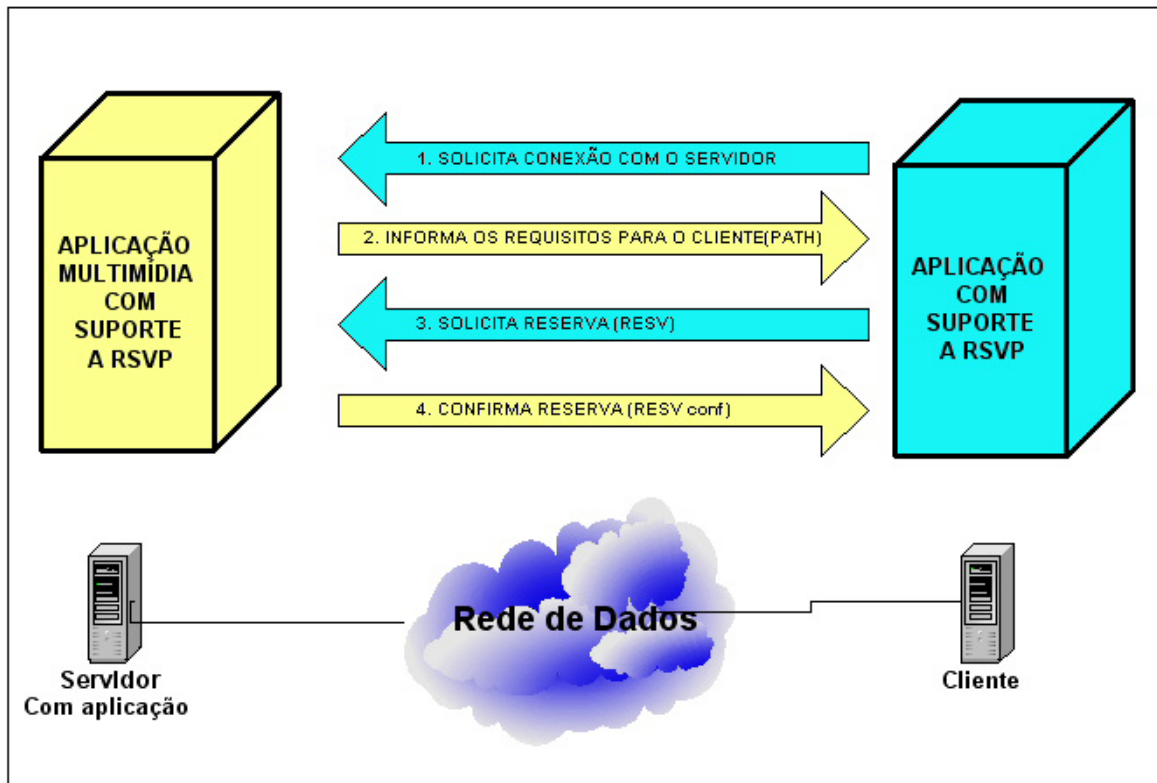 1. SOLICITA CONEXÃO COM O SERVIDOR
2. INFORMA OS REQUISITOS PARA O CLIENTE(PATH)
3. SOLICITA RESERVA (RESV)
4. CONFIRMA RESERVA (RESV conf)
APLICAÇÃO
MULTIMÍDIA
COM
SUPORTE
A RSVP
APLICAÇÃO
COM
SUPORTE
A RSVP
Rede de Dados
Servidor
Com aplicação
Cliente